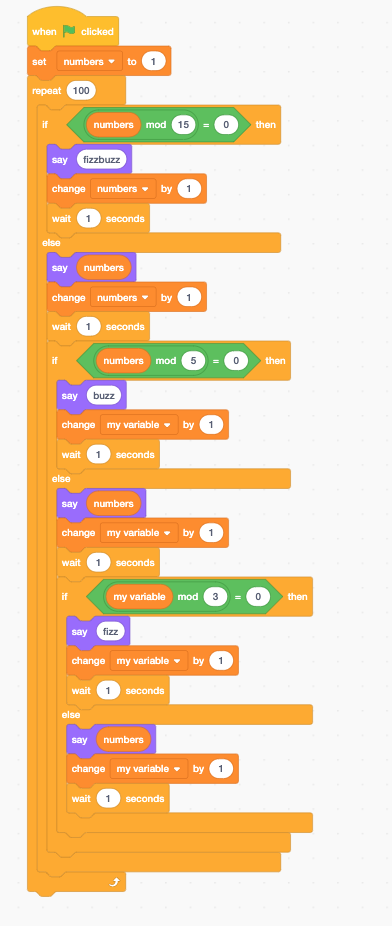 when clicked
set numbers to 1
repeat 100
if numbers mod 15 = 0 then
say fizzbuzz
change numbers by 1
wait 1 seconds
else
say numbers
change numbers by 1
wait 1 seconds
if numbers mod 5 = 0 then
say buzz
change my variable by 1
wait 1 seconds
else
say numbers
change my variable by 1
wait 1 seconds
if my variable mod 3 = 0 then
say fizz
change my variable by 1
wait 1 seconds
else
say numbers
change my variable by 1
wait 1 seconds